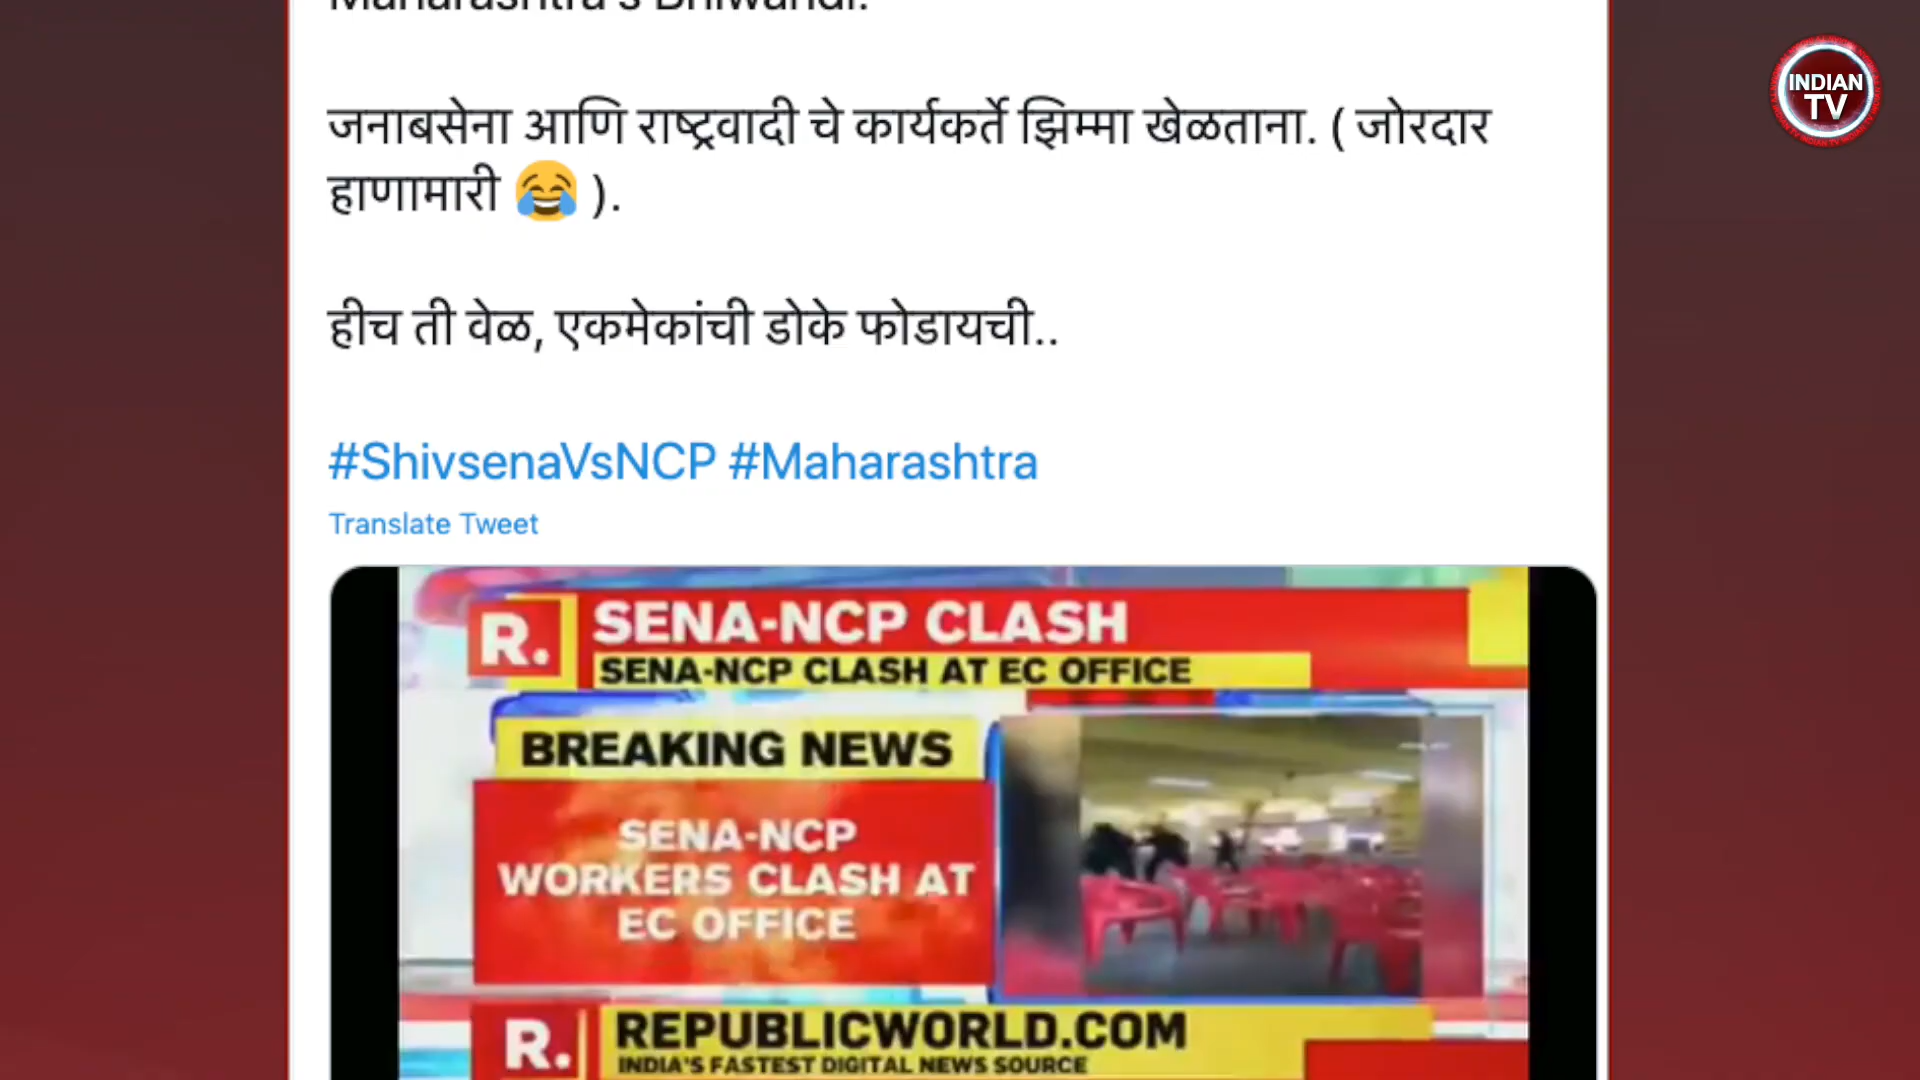 Maharashtra's Bhiwandi.
जनाबसेना आणि राष्ट्रवादी चे कार्यकर्ते झिम्मा खेळताना. ( जोरदार
हाणामारी 😂 ).
हीच ती वेळ, एकमेकांची डोके फोडायची..
#ShivsenaVsNCP #Maharashtra
Translate Tweet
R. SENA-NCP CLASH
SENA-NCP CLASH AT EC OFFICE
BREAKING NEWS
SENA-NCP
WORKERS CLASH AT
EC OFFICE
R. REPUBLICWORLD.COM
INDIA'S FASTEST DIGITAL NEWS SOURCE
INDIAN
TV